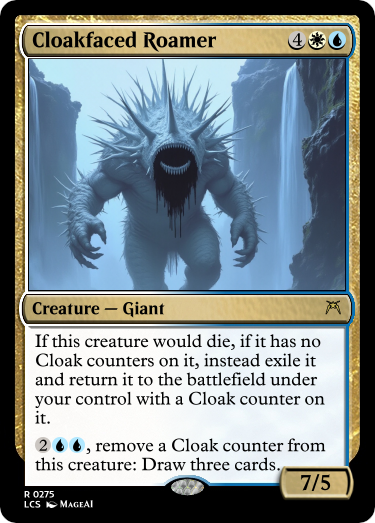 Cloakfaced Roamer 4WU
Creature — Giant
If this creature would die, if it has no
Cloak counters on it, instead exile it
and return it to the battlefield under
your control with a Cloak counter on
it.
2UU, remove a Cloak counter from
this creature: Draw three cards.
7/5
R 0275
LCS MageAI